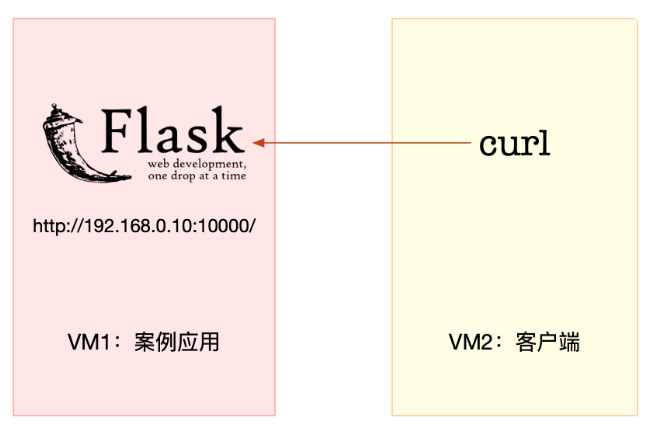 Flask
web development,
one drop at a time
curl
http://192.168.0.10:10000/
VM1：案例应用
VM2：客户端